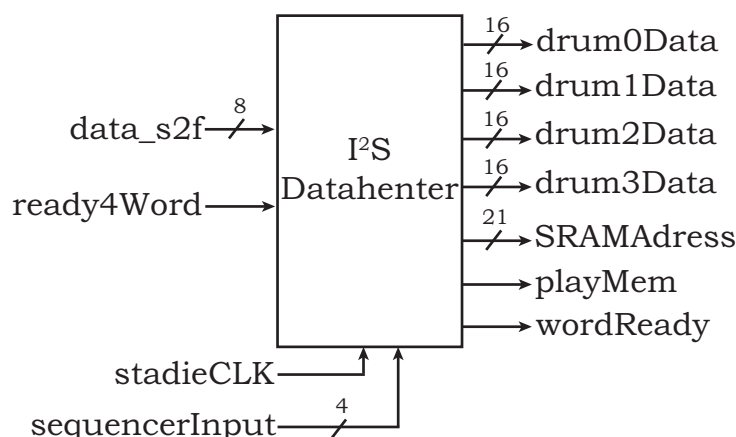 16
drum0Data
16
drum1Data
8
data_s2f
16
drum2Data
I²S
Datahenter
16
drum3Data
ready4Word
21
SRAMAdress
playMem
wordReady
stadieCLK
4
sequencerInput